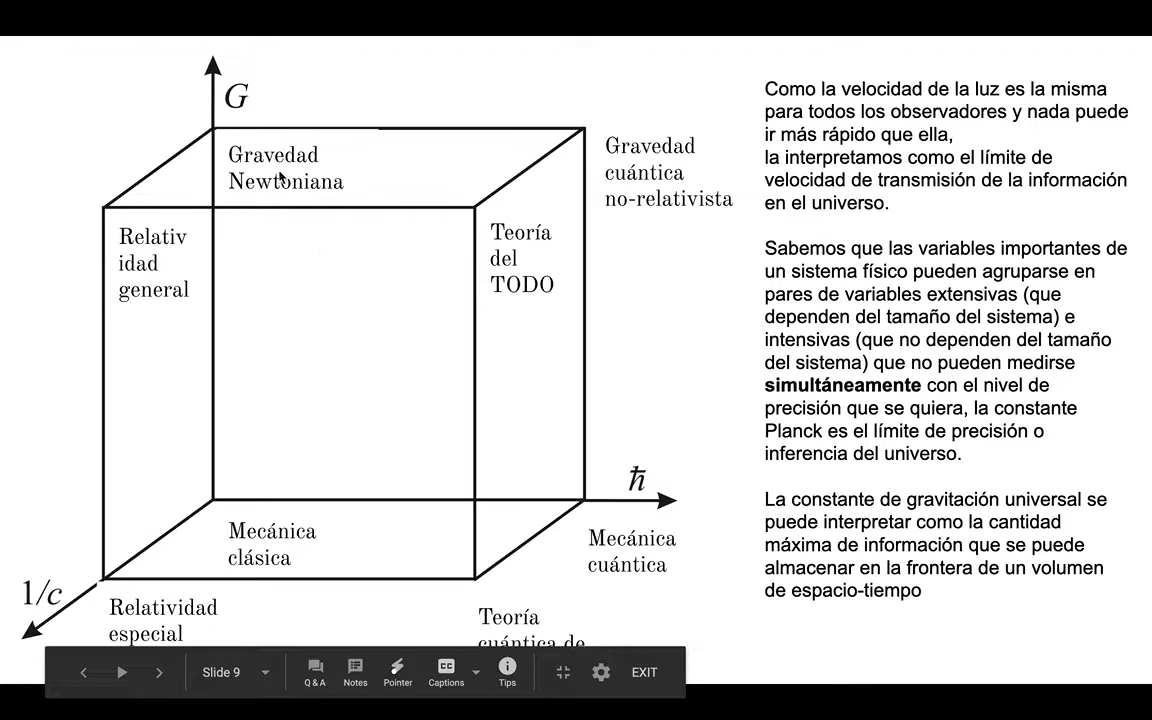 G
Gravedad
Newtoniana
Gravedad
cuántica
no-relativista
Relativ
idad
general
Teoría
del
TODO
ħ
Mecánica
clásica
Mecánica
cuántica
1/c
Relatividad
especial
Teoría
cuántica de
Como la velocidad de la luz es la misma
para todos los observadores y nada puede
ir más rápido que ella,
la interpretamos como el límite de
velocidad de transmisión de la información
en el universo.
Sabemos que las variables importantes de
un sistema físico pueden agruparse en
pares de variables extensivas (que
dependen del tamaño del sistema) e
intensivas (que no dependen del tamaño
del sistema) que no pueden medirse
simultáneamente con el nivel de
precisión que se quiera, la constante
Planck es el límite de precisión o
inferencia del universo.
La constante de gravitación universal se
puede interpretar como la cantidad
máxima de información que se puede
almacenar en la frontera de un volumen
de espacio-tiempo
Slide 9
Q & A
Notes
Pointer
CC
Captions
Tips
EXIT